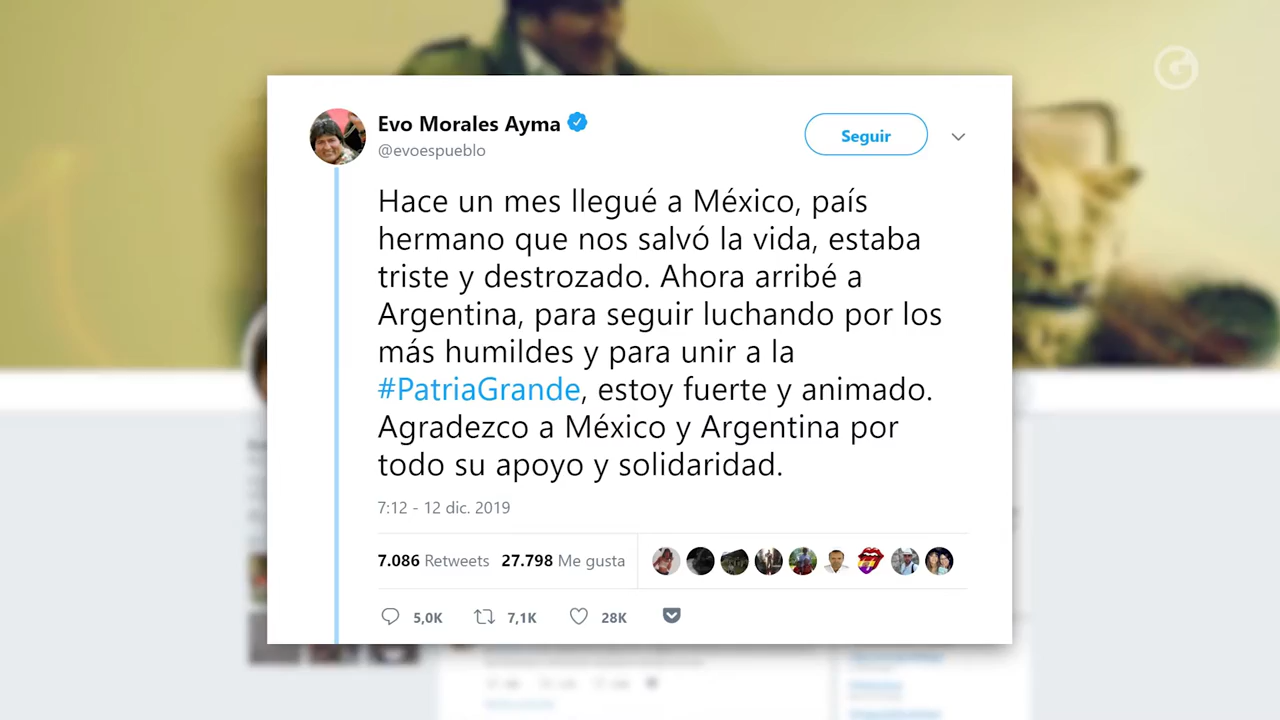 Evo Morales Ayma
@evoespueblo
Seguir
Hace un mes llegué a México, país
hermano que nos salvó la vida, estaba
triste y destrozado. Ahora arribé a
Argentina, para seguir luchando por los
más humildes y para unir a la
#PatriaGrande, estoy fuerte y animado.
Agradezco a México y Argentina por
todo su apoyo y solidaridad.
7:12 - 12 dic. 2019
7.086 Retweets 27.798 Me gusta
5,0K 7,1K 28K